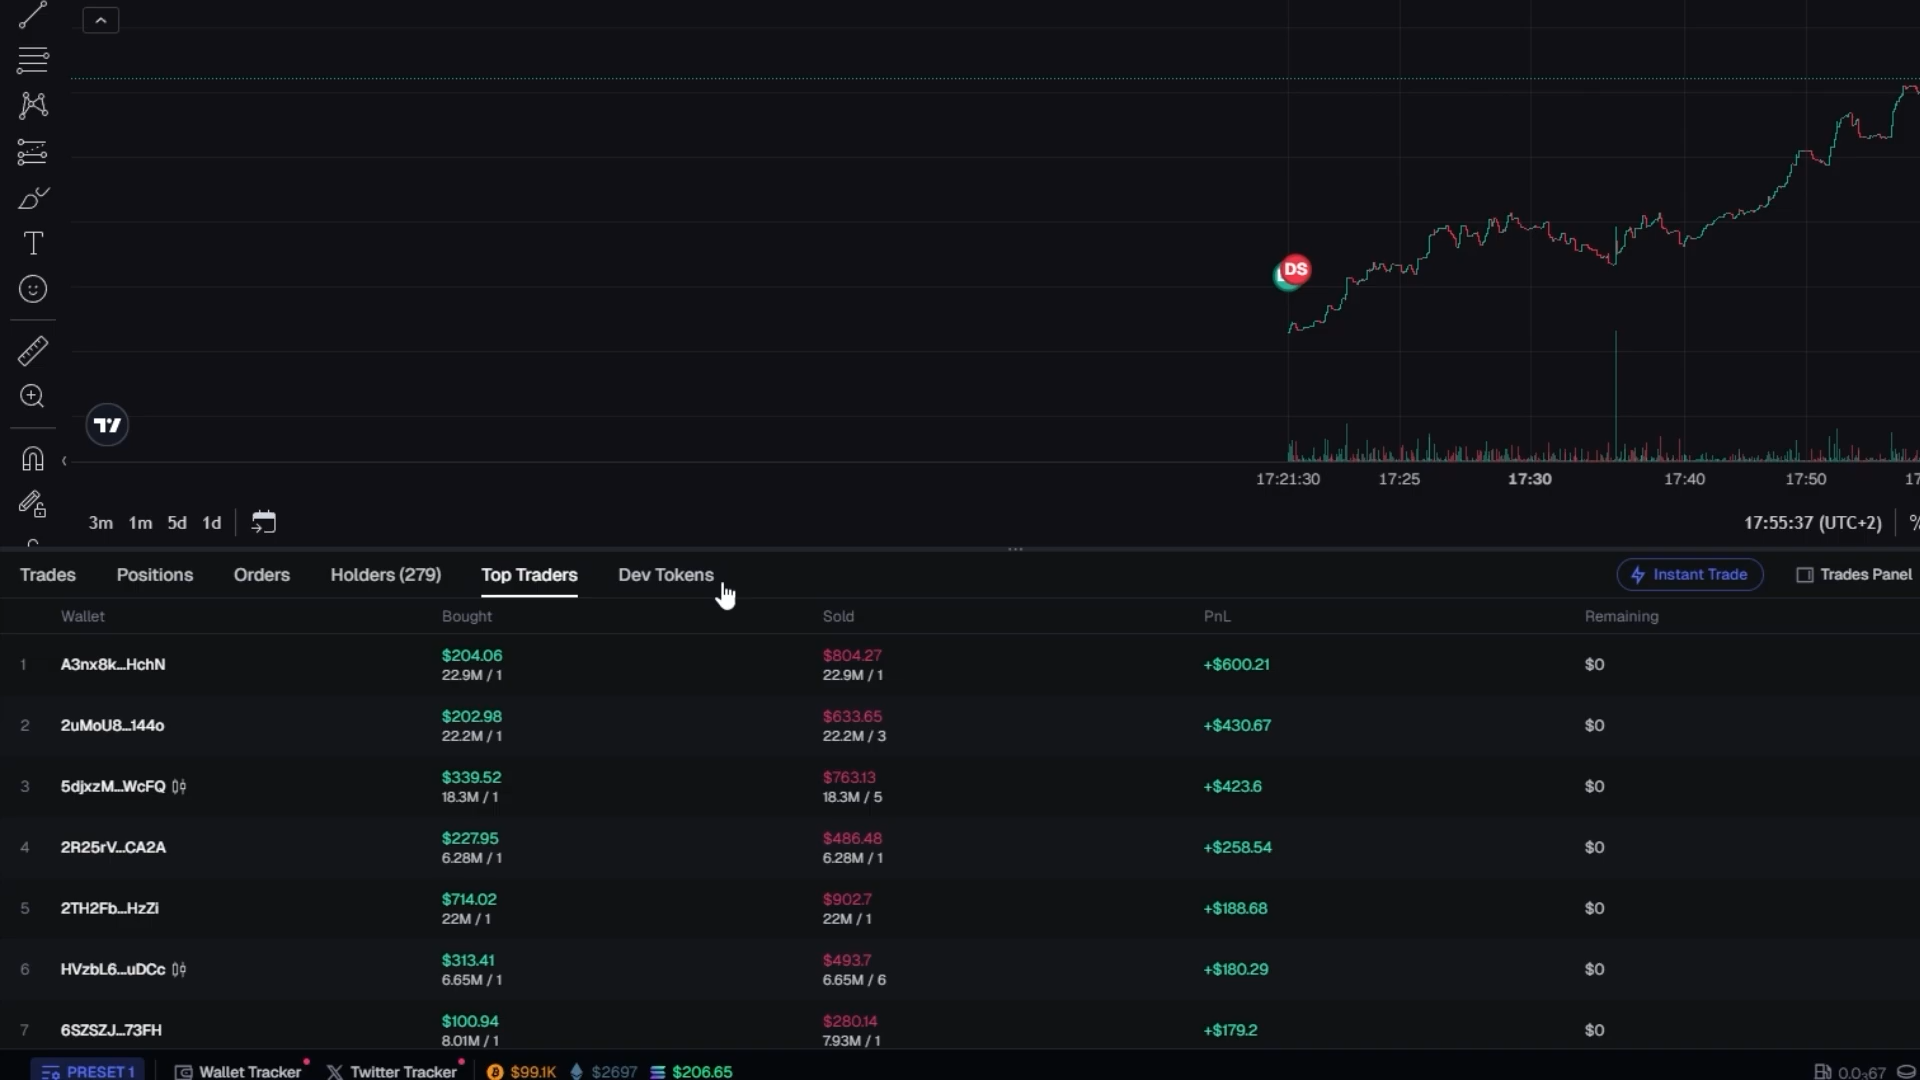 DS
17:21:30 17:25 17:30 17:40 17:50 17
3m 1m 5d 1d 17:55:37 (UTC+2) %
Trades Positions Orders Holders (279) Top Traders Dev Tokens Instant Trade Trades Panel
Wallet Bought Sold PnL Remaining
1 A3nx8k...HchN $204.06 $804.27 +$600.21 $0
22.9M / 1 22.9M / 1
2 2uMoU8...144o $202.98 $633.65 +$430.67 $0
22.2M / 1 22.2M / 3
3 5djxzM...WcFQ $339.52 $763.13 +$423.6 $0
18.3M / 1 18.3M / 5
4 2R25rV...CA2A $227.95 $486.48 +$258.54 $0
6.28M / 1 6.28M / 1
5 2TH2Fb...HzZi $714.02 $902.7 +$188.68 $0
22M / 1 22M / 1
6 HVzbL6...uDCc $313.41 $493.7 +$180.29 $0
6.65M / 1 6.65M / 6
7 6SZSZJ...73FH $100.94 $280.14 +$179.2 $0
8.01M / 1 7.93M / 1
PRESET 1 Wallet Tracker Twitter Tracker $99.1K $2697 $206.65 0.0₃67